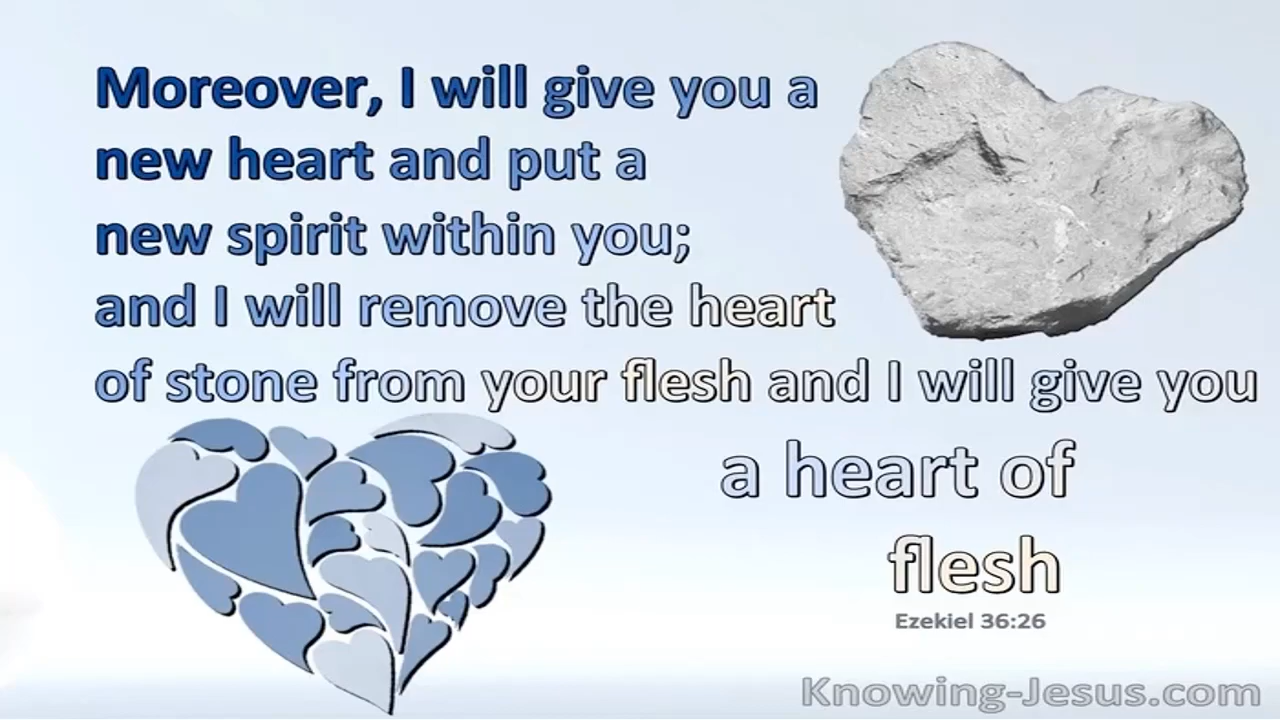 Moreover, I will give you a
new heart and put a
new spirit within you;
and I will remove the heart
of stone from your flesh and I will give you
a heart of
flesh
Ezekiel 36:26
Knowing-Jesus.com